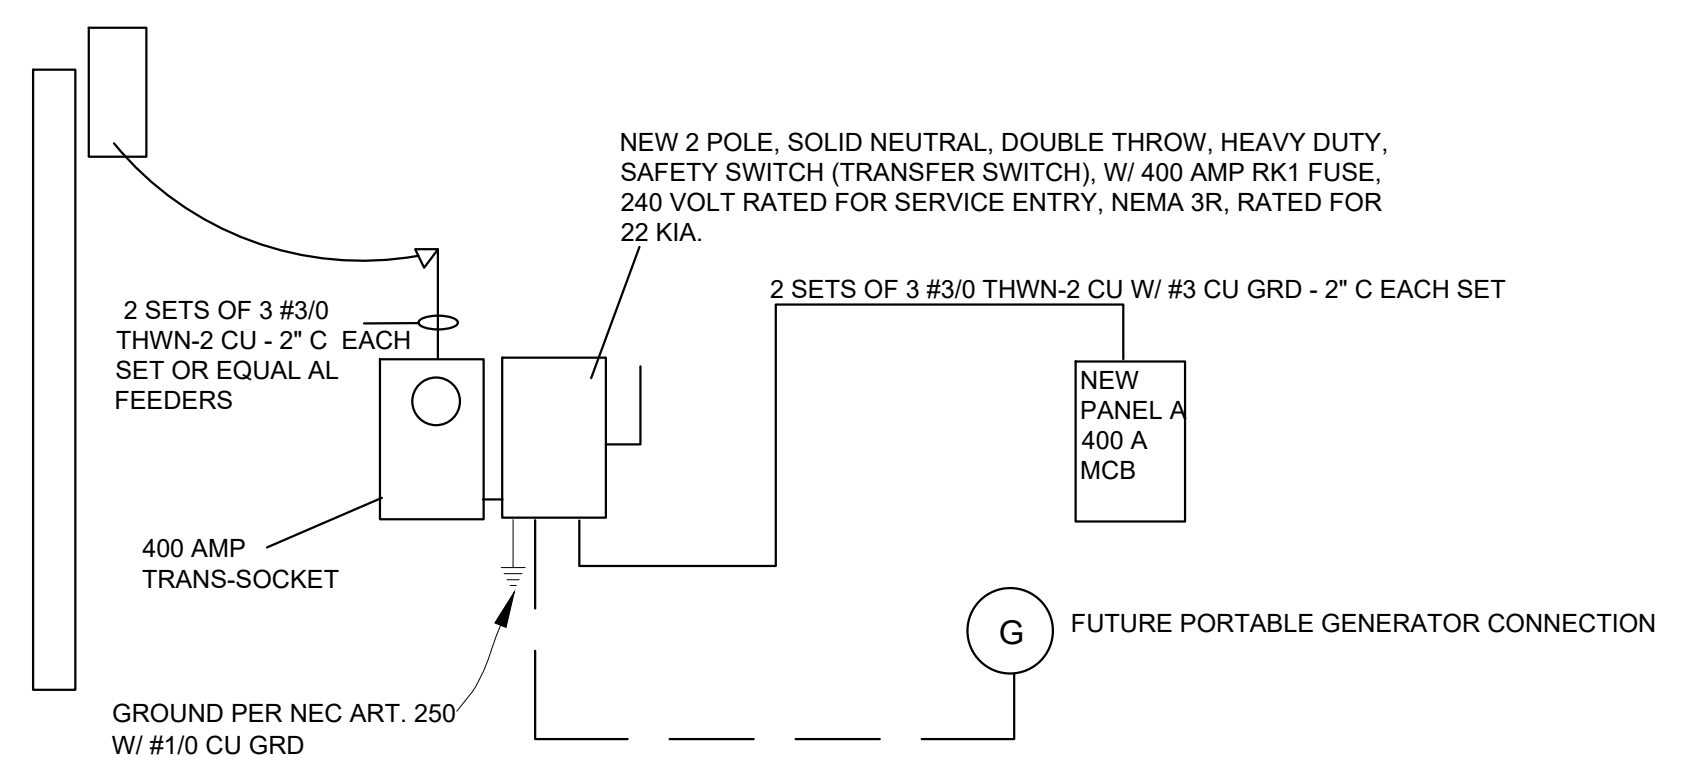 NEW 2 POLE, SOLID NEUTRAL, DOUBLE THROW, HEAVY DUTY,
SAFETY SWITCH (TRANSFER SWITCH), W/ 400 AMP RK1 FUSE,
240 VOLT RATED FOR SERVICE ENTRY, NEMA 3R, RATED FOR
22 KIA.
2 SETS OF 3 #3/0 THWN-2 CU W/ #3 CU GRD - 2" C EACH SET
2 SETS OF 3 #3/0
THWN-2 CU - 2" C EACH
SET OR EQUAL AL
FEEDERS
NEW
PANEL A
400 A
MCB
400 AMP
TRANS-SOCKET
G
FUTURE PORTABLE GENERATOR CONNECTION
GROUND PER NEC ART. 250
W/ #1/0 CU GRD